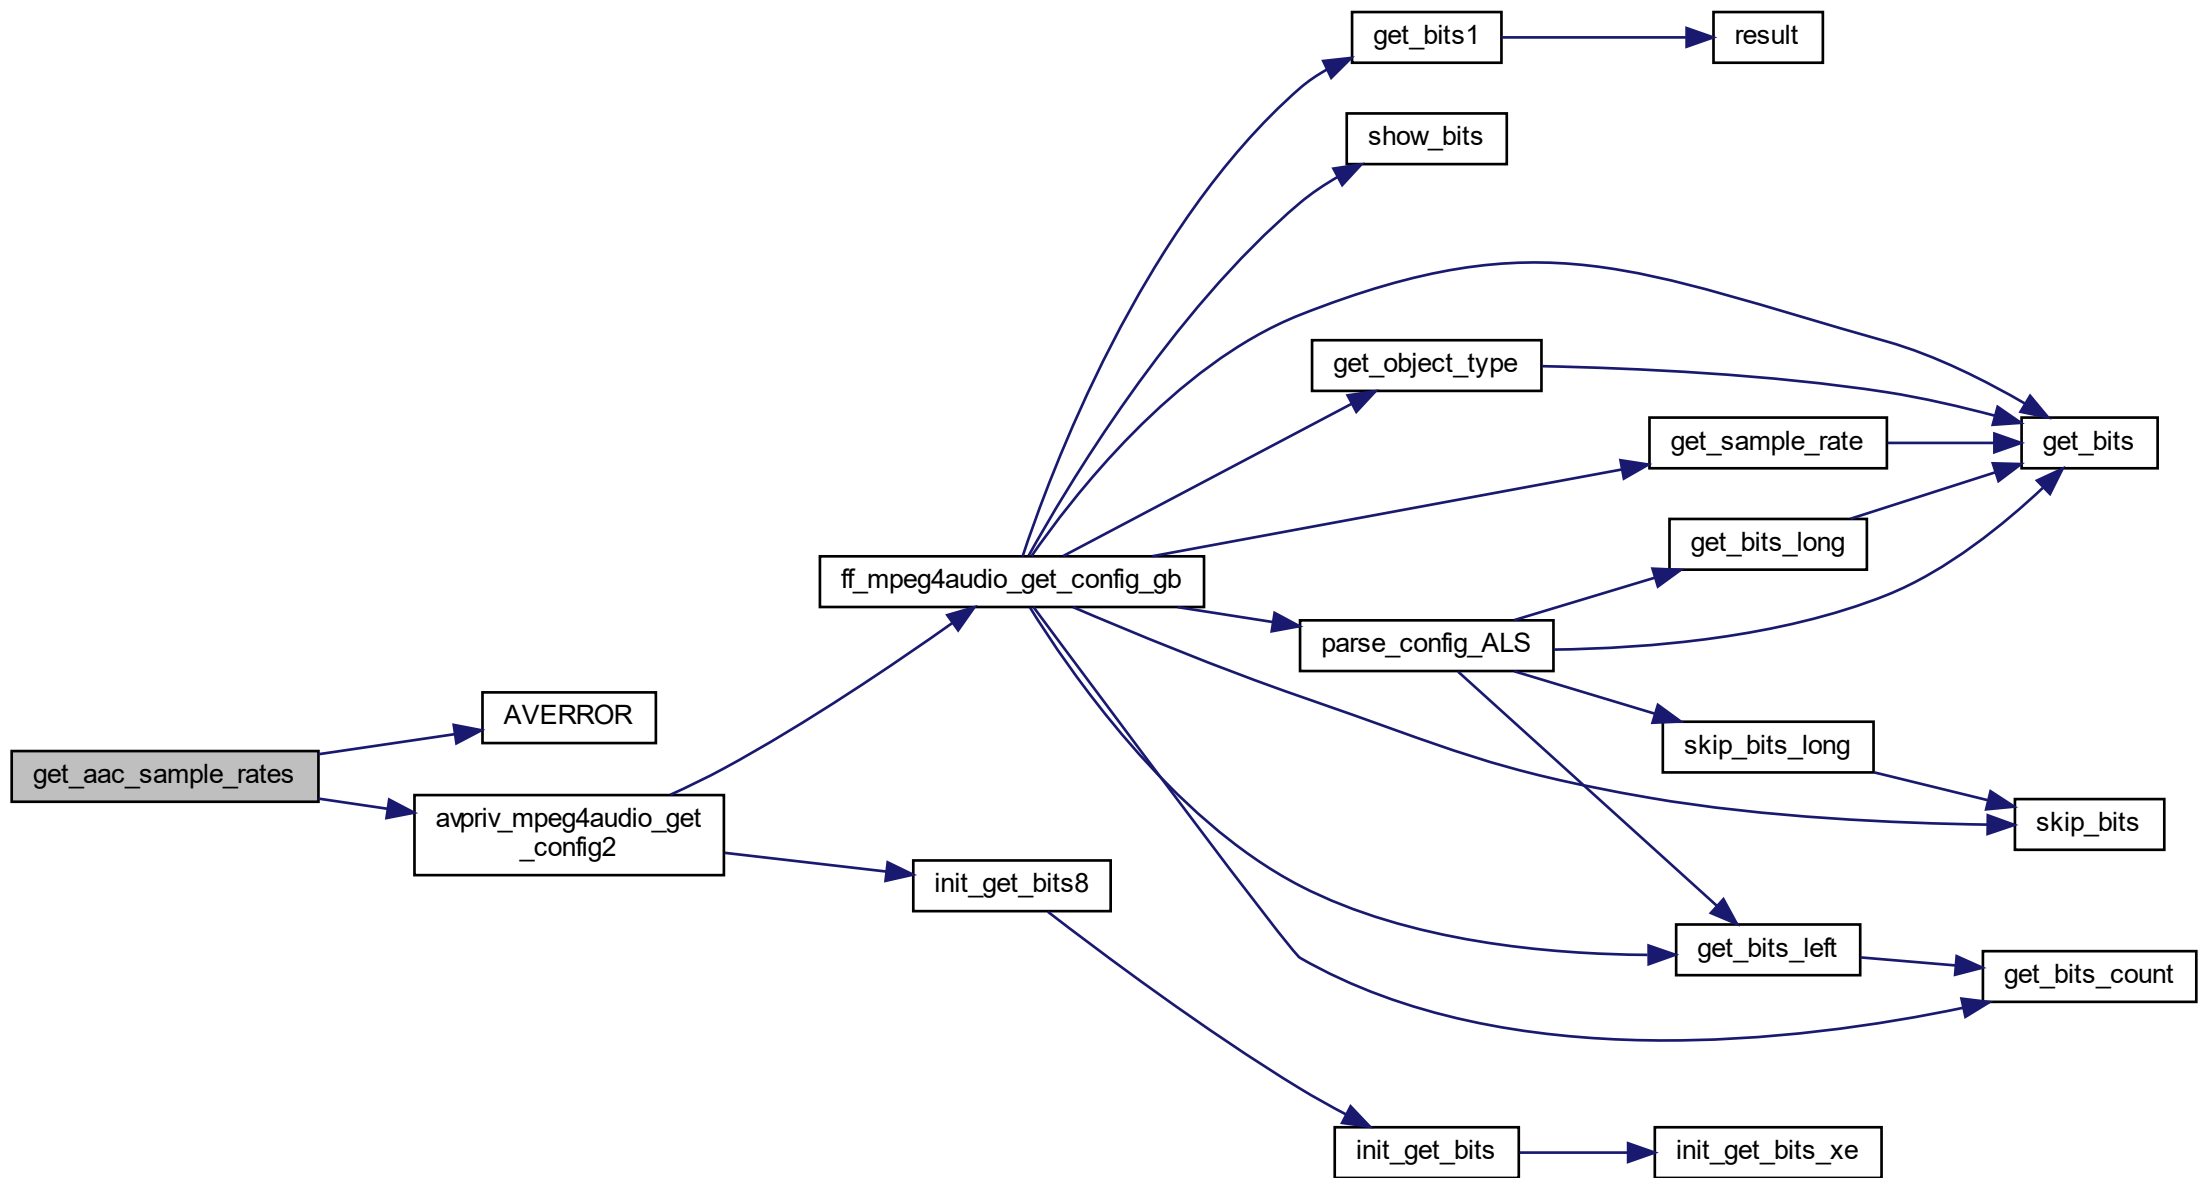 get_bits1
result
show_bits
get_object_type
get_sample_rate
get_bits
get_bits_long
ff_mpeg4audio_get_config_gb
parse_config_ALS
AVERROR
skip_bits_long
get_aac_sample_rates
avpriv_mpeg4audio_get
_config2
skip_bits
init_get_bits8
get_bits_left
get_bits_count
init_get_bits
init_get_bits_xe